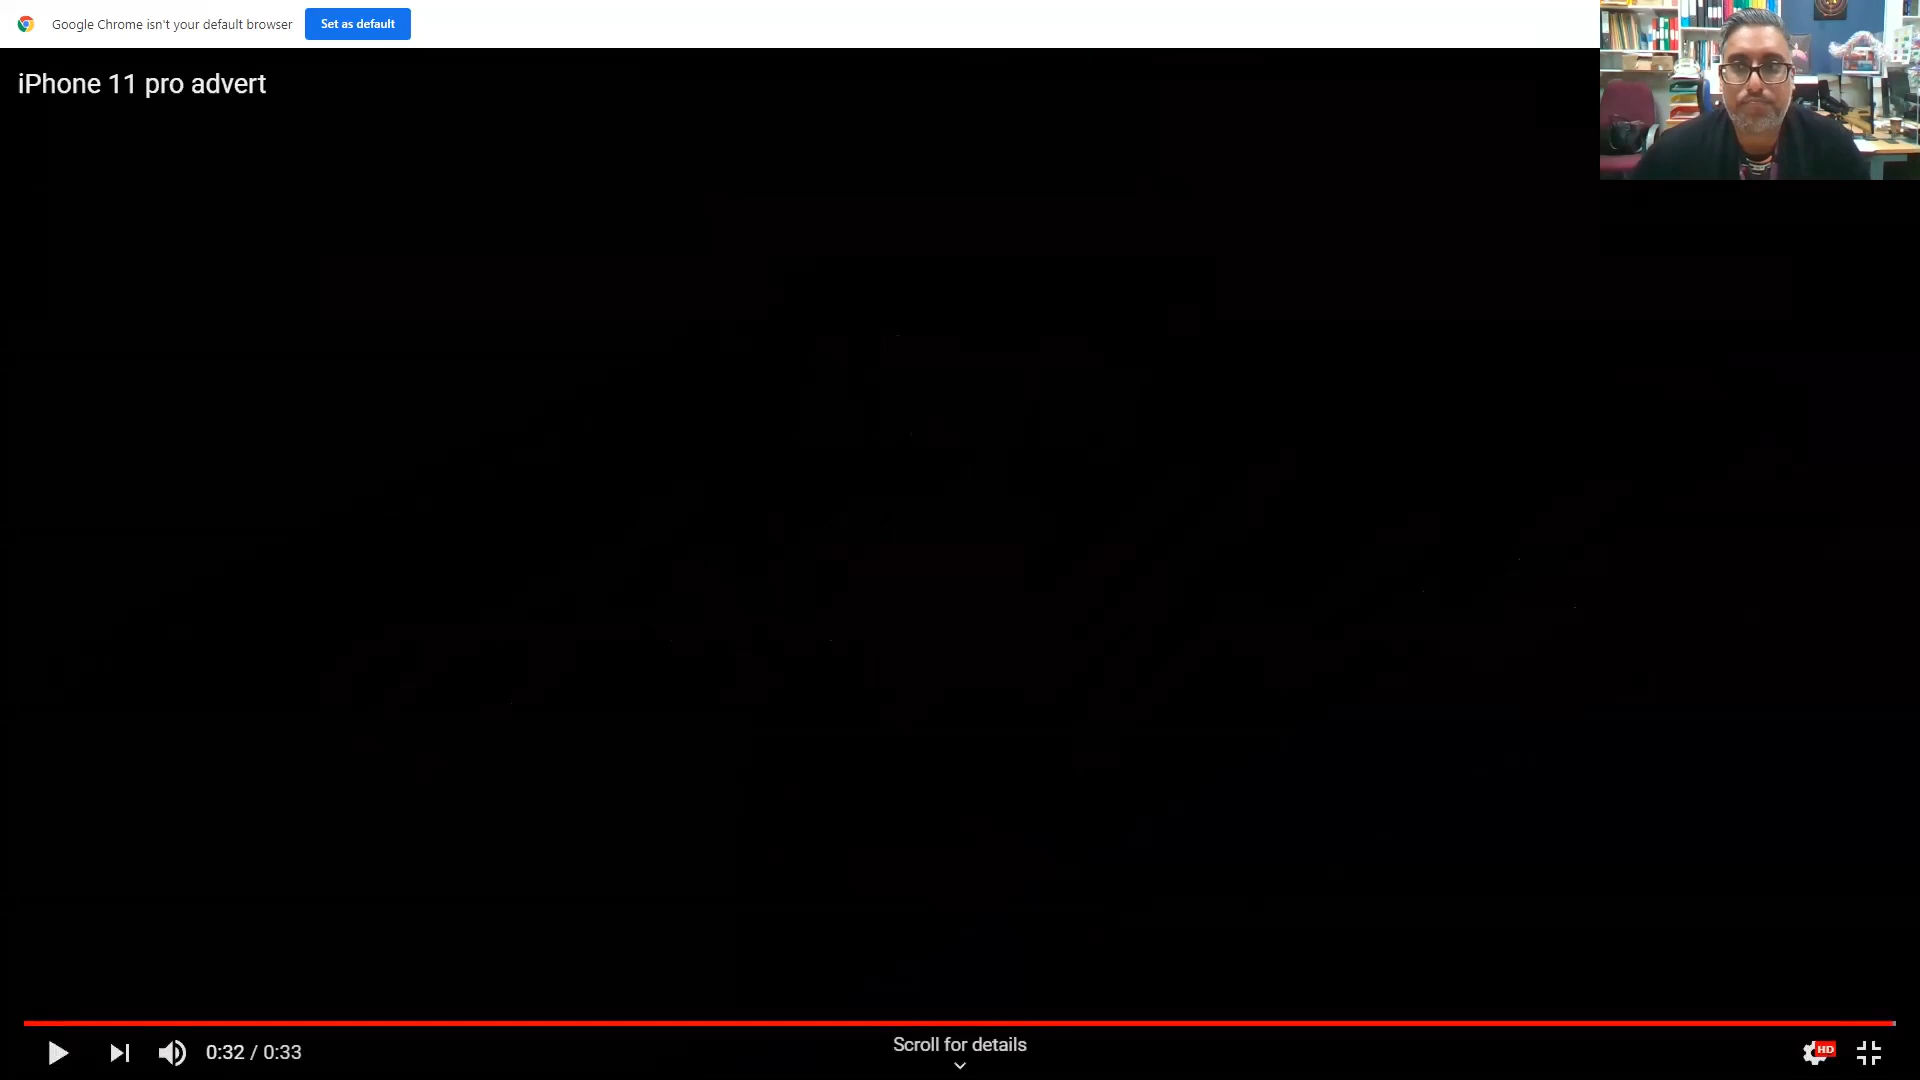 Google Chrome isn't your default browser
Set as default
iPhone 11 pro advert
0:32 / 0:33
Scroll for details
HD